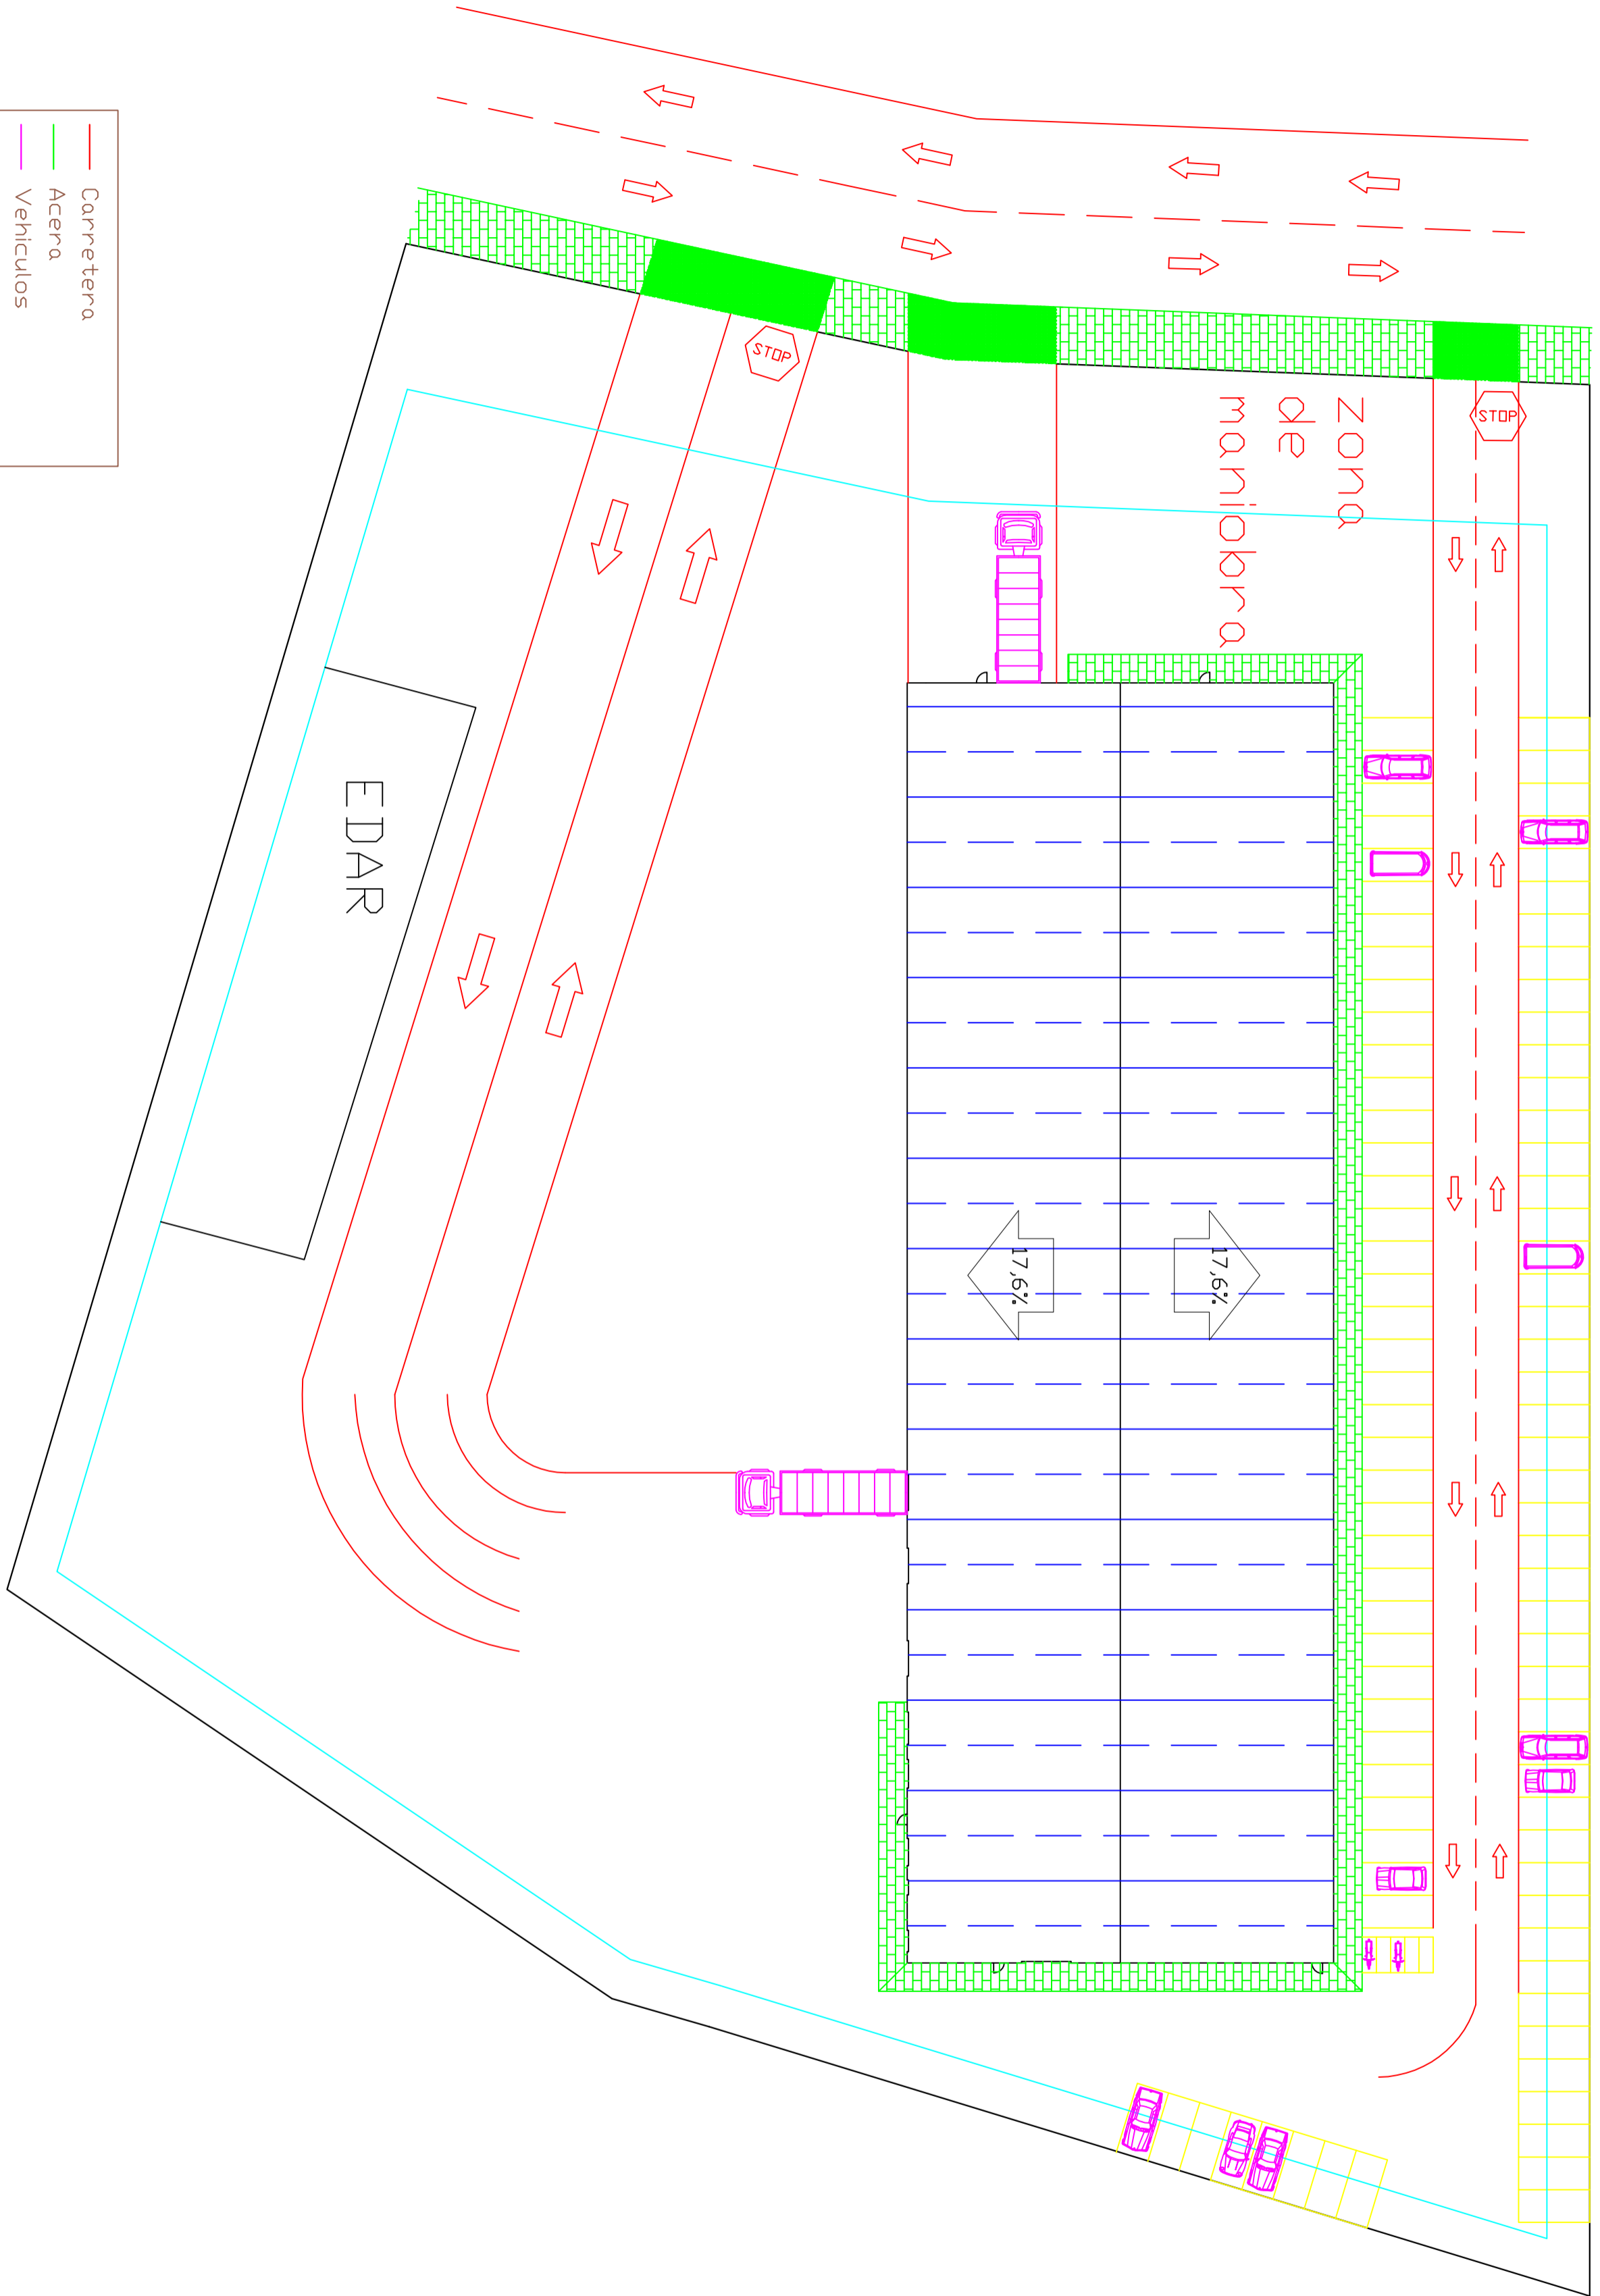 Carretera
Acera
Vehiculos
STOP
STOP
Zona
de
maniobra
EDAR
17,6%
17,6%